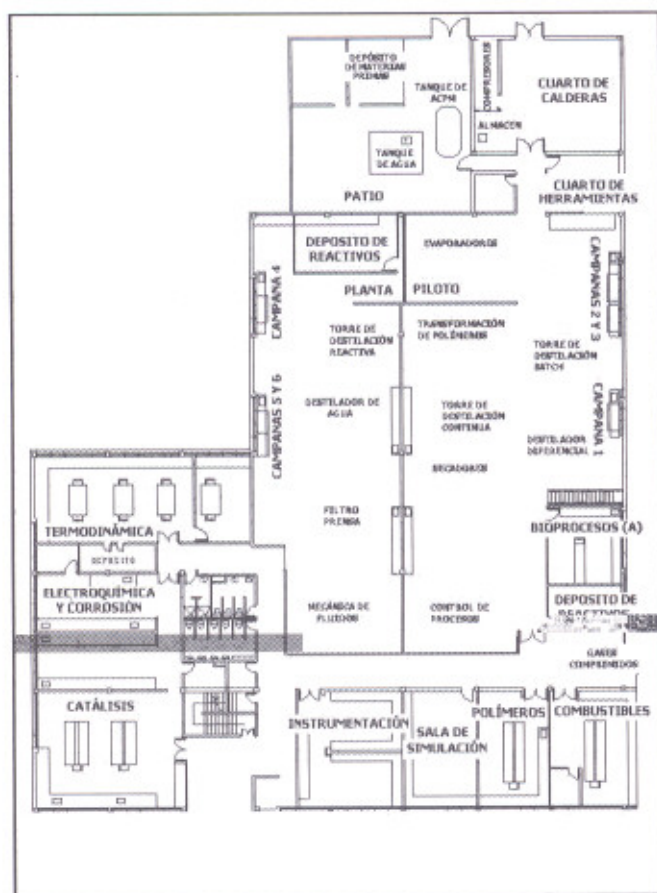 DEPÓSITO
DE MATERIAS
PRIMAS
TANQUE DE
ACPM
COMPRESORES
CUARTO DE
CALDERAS
ALMACEN
TANQUE
DE AGUA
PATIO
CUARTO DE
HERRAMIENTAS
DEPOSITO DE
REACTIVOS
EVAPORADORES
CAMPANA 4
PLANTA
PILOTO
CAMPANAS 2 Y 3
TORRE DE
DESTILACIÓN
REACTIVA
TRANSFORMACIÓN
DE POLÍMEROS
TORRE DE
DESTILACIÓN
BATCH
CAMPANAS 5 Y 6
DESTILADOR DE
AGUA
TORRE DE
DESTILACIÓN
CONTINUA
CAMPANA 1
DESTILADOR
DIFERENCIAL
SECADORES
TERMODINÁMICA
FILTRO
PRENSA
BIOPROCESOS (A)
DEPOSITO
ELECTROQUÍMICA
Y CORROSIÓN
MECÁNICA DE
FLUIDOS
CONTROL DE
PROCESOS
DEPOSITO DE
REACTIVOS
GASES
COMPRIMIDOS
CATÁLISIS
INSTRUMENTACIÓN
SALA DE
SIMULACIÓN
POLÍMEROS
COMBUSTIBLES